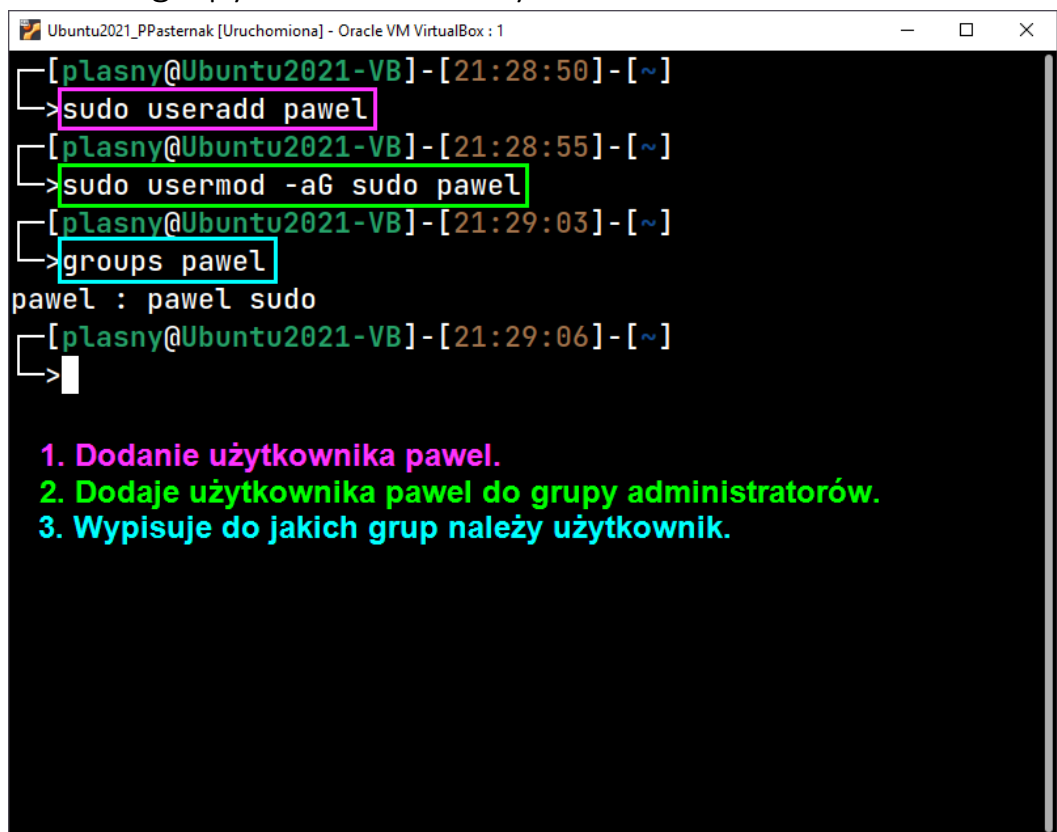 Ubuntu2021_PPasternak [Uruchomiona] - Oracle VM VirtualBox : 1
[plasny@Ubuntu2021-VB]-[21:28:50]-[~]
>sudo useradd pawel
[plasny@Ubuntu2021-VB]-[21:28:55]-[~]
>sudo usermod -aG sudo pawel
[plasny@Ubuntu2021-VB]-[21:29:03]-[~]
>groups pawel
pawel : pawel sudo
[plasny@Ubuntu2021-VB]-[21:29:06]-[~]
>
1. Dodanie użytkownika pawel.
2. Dodaje użytkownika pawel do grupy administratorów.
3. Wypisuje do jakich grup należy użytkownik.